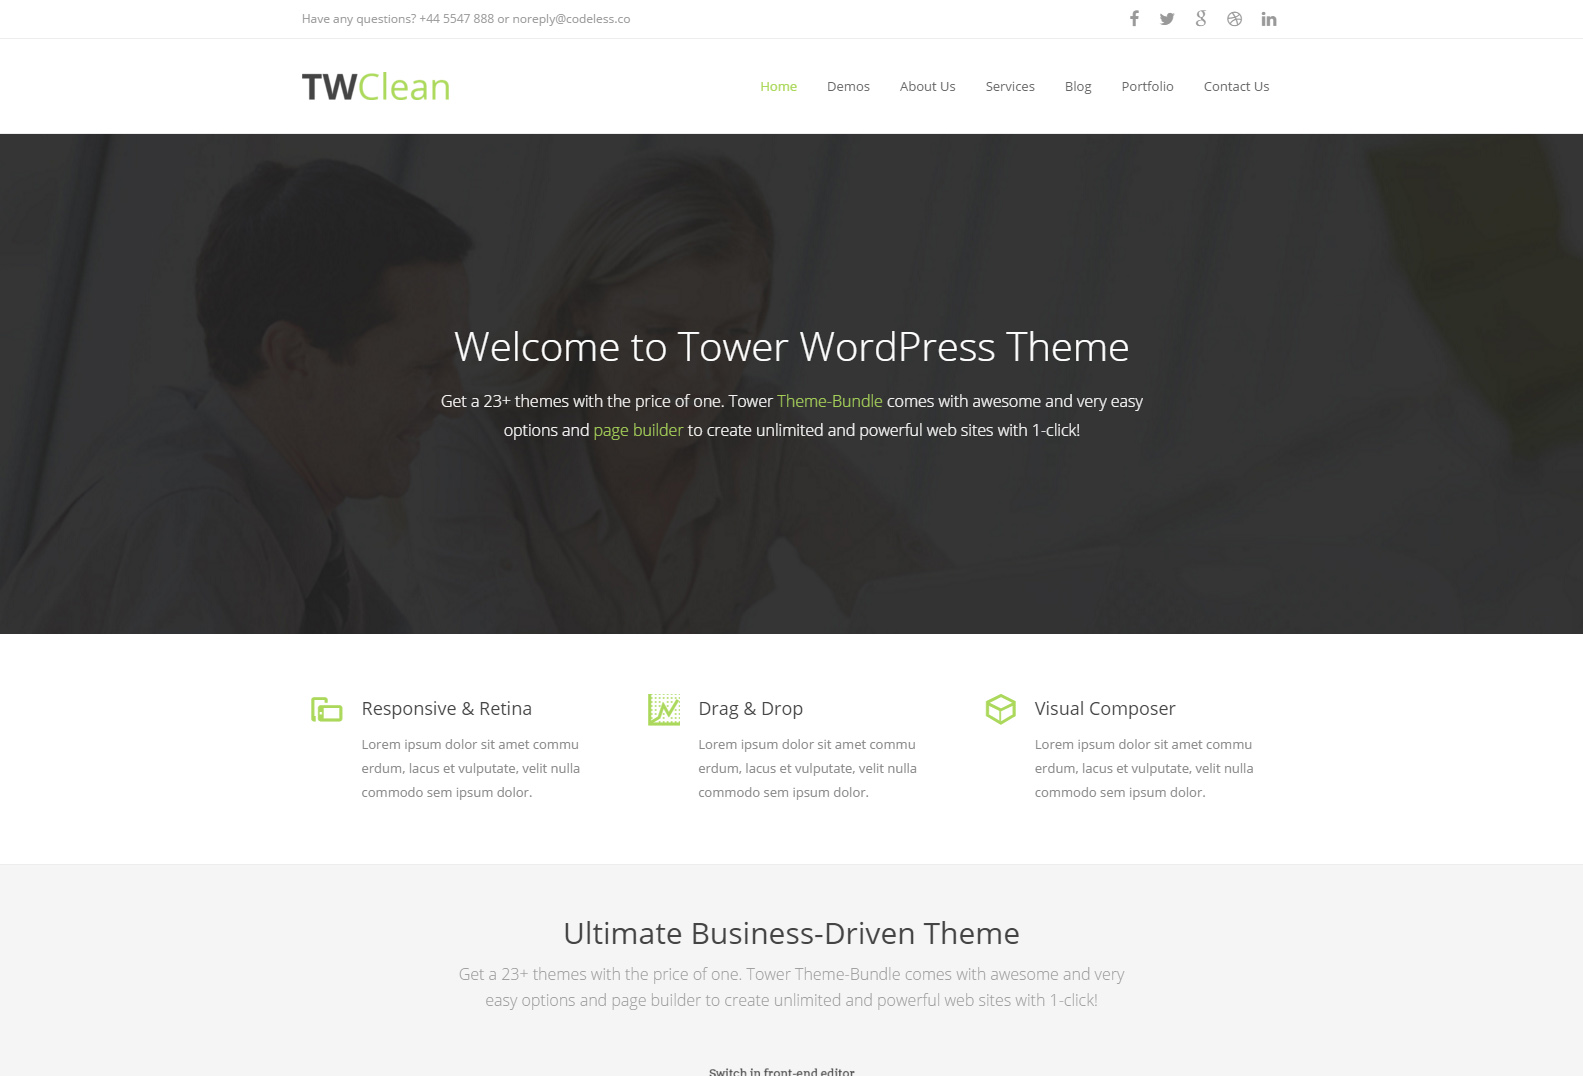 Have any questions? +44 5547 888 or noreply@codeless.co
TWClean
Home Demos About Us Services Blog Portfolio Contact Us
Welcome to Tower WordPress Theme
Get a 23+ themes with the price of one. Tower Theme-Bundle comes with awesome and very easy
options and page builder to create unlimited and powerful web sites with 1-click!
Responsive & Retina
Lorem ipsum dolor sit amet commu
erdum, lacus et vulputate, velit nulla
commodo sem ipsum dolor.
Drag & Drop
Lorem ipsum dolor sit amet commu
erdum, lacus et vulputate, velit nulla
commodo sem ipsum dolor.
Visual Composer
Lorem ipsum dolor sit amet commu
erdum, lacus et vulputate, velit nulla
commodo sem ipsum dolor.
Ultimate Business-Driven Theme
Get a 23+ themes with the price of one. Tower Theme-Bundle comes with awesome and very
easy options and page builder to create unlimited and powerful web sites with 1-click!
Switch in front-end editor